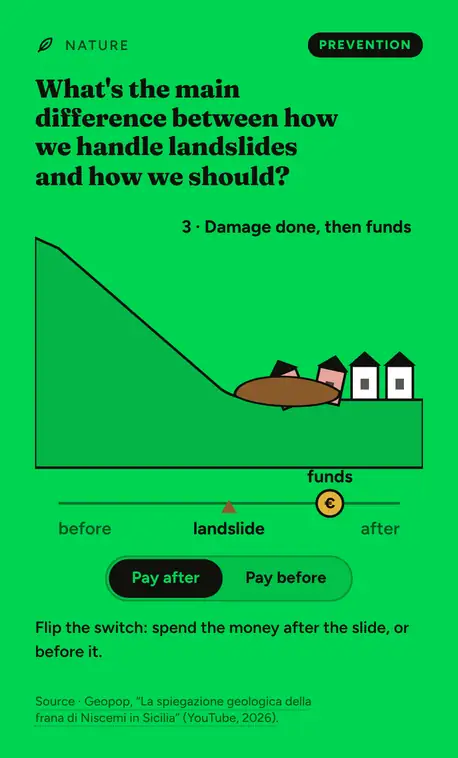 NATURE
PREVENTION
What's the main
difference between how
we handle landslides
and how we should?
3 · Damage done, then funds
funds
€
before
landslide
after
Pay after
Pay before
Flip the switch: spend the money after the slide, or
before it.
Source · Geopop, “La spiegazione geologica della
frana di Niscemi in Sicilia” (YouTube, 2026).